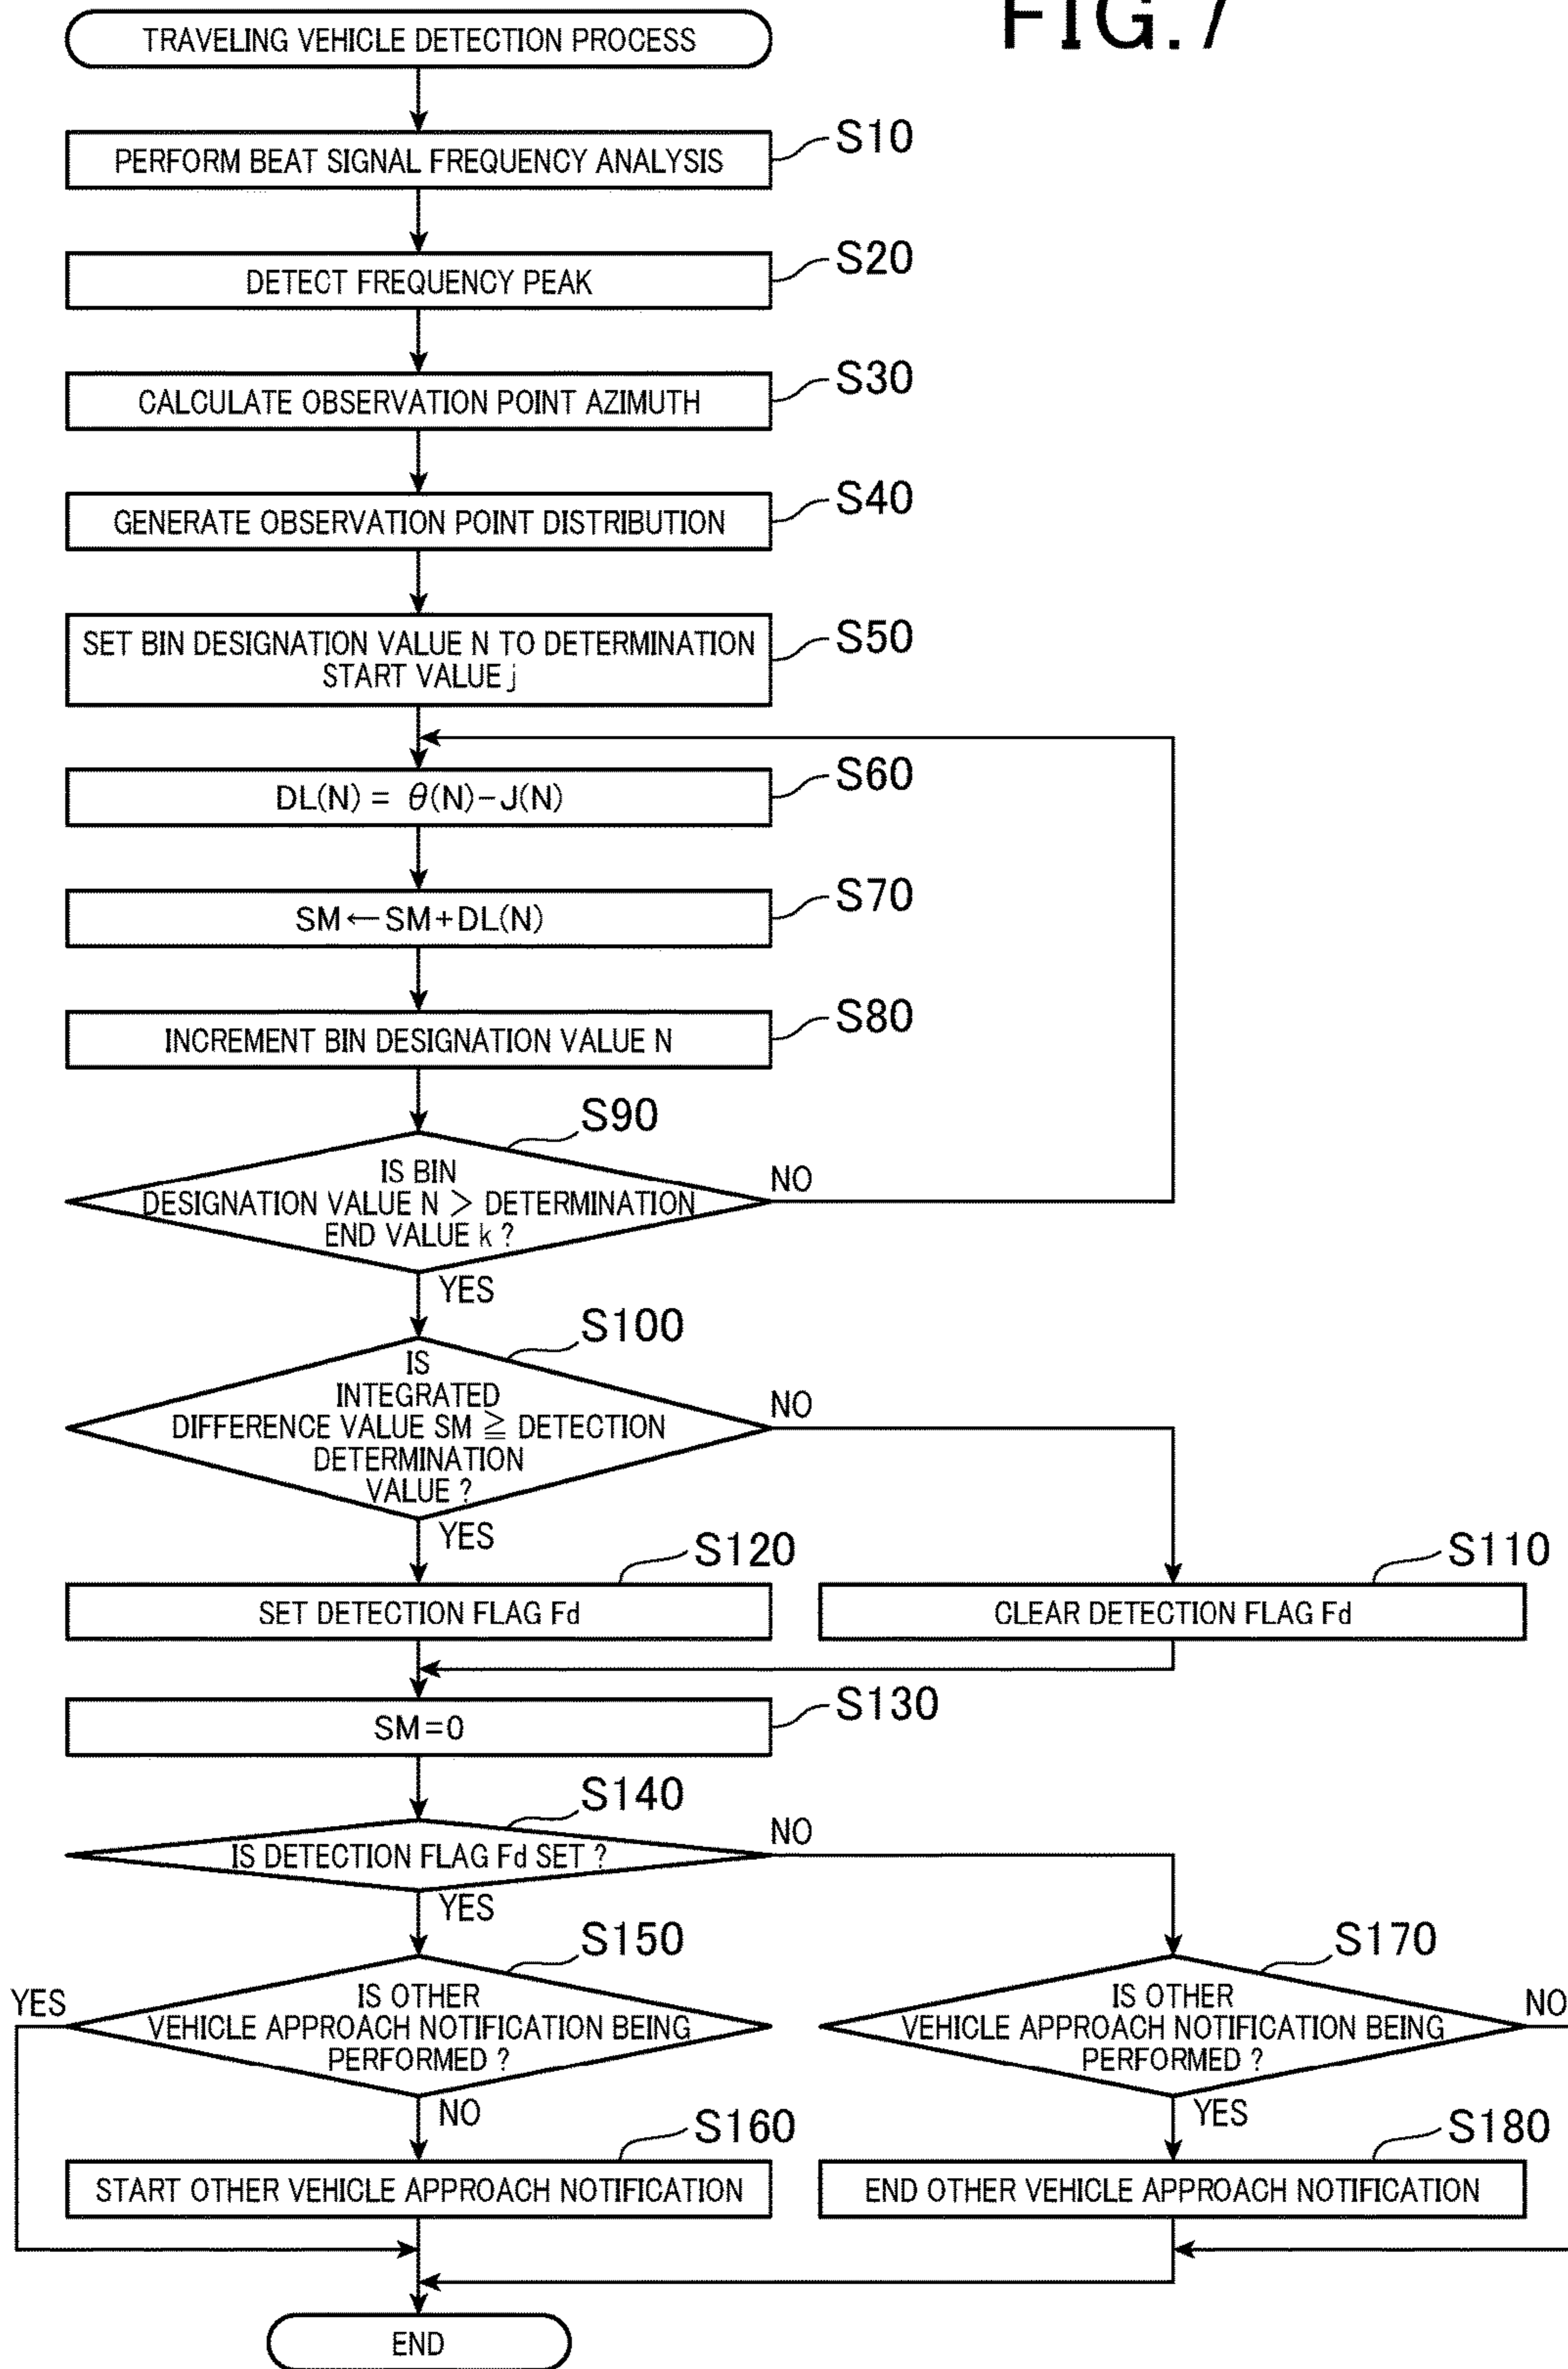 FIG. 7
TRAVELING VEHICLE DETECTION PROCESS
S10
PERFORM BEAT SIGNAL FREQUENCY ANALYSIS
S20
DETECT FREQUENCY PEAK
S30
CALCULATE OBSERVATION POINT AZIMUTH
S40
GENERATE OBSERVATION POINT DISTRIBUTION
S50
SET BIN DESIGNATION VALUE N TO DETERMINATION
START VALUE j
S60
DL(N) = θ(N)-J(N)
S70
SM←SM+DL(N)
S80
INCREMENT BIN DESIGNATION VALUE N
S90
IS BIN
DESIGNATION VALUE N > DETERMINATION
END VALUE k ?
NO
YES
S100
IS
INTEGRATED
DIFFERENCE VALUE SM ≧ DETECTION
DETERMINATION
VALUE ?
NO
YES
S120
SET DETECTION FLAG Fd
S110
CLEAR DETECTION FLAG Fd
S130
SM=0
S140
IS DETECTION FLAG Fd SET ?
NO
YES
S150
IS OTHER
VEHICLE APPROACH NOTIFICATION BEING
PERFORMED ?
YES
NO
S170
IS OTHER
VEHICLE APPROACH NOTIFICATION BEING
PERFORMED ?
NO
YES
S160
START OTHER VEHICLE APPROACH NOTIFICATION
S180
END OTHER VEHICLE APPROACH NOTIFICATION
END